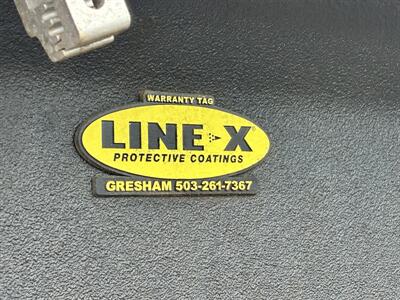 WARRANTY TAG
LINE-X®
PROTECTIVE COATINGS
GRESHAM 503-261-7367